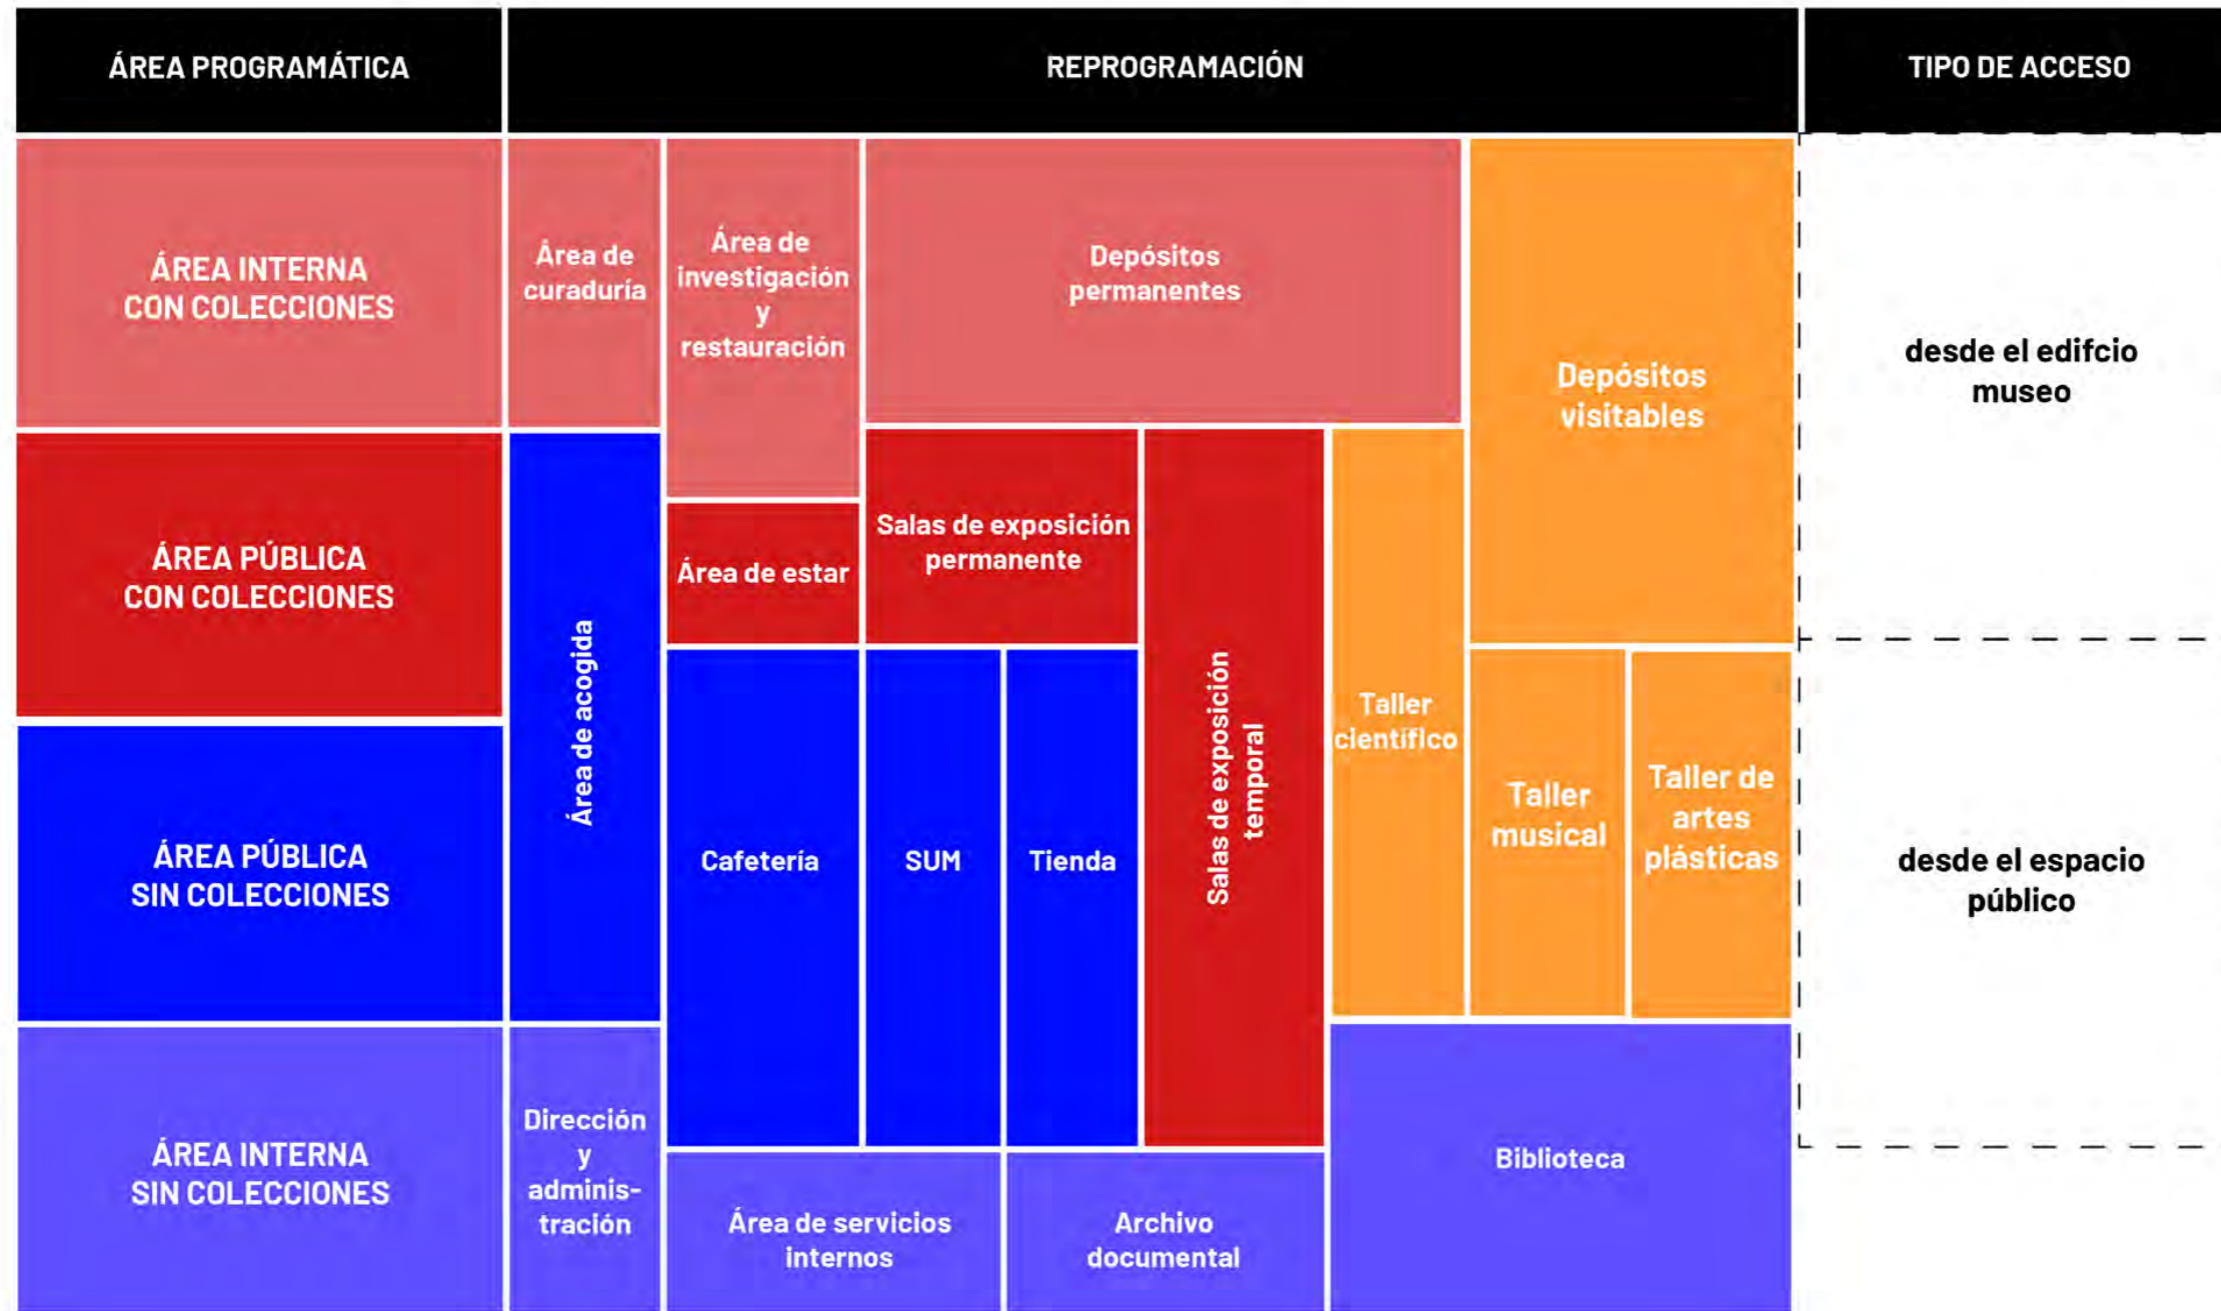 ÁREA PROGRAMÁTICA
REPROGRAMACIÓN
TIPO DE ACCESO
ÁREA INTERNA
CON COLECCIONES
Área de
curaduría
Área de
investigación
y
restauración
Depósitos
permanentes
Depósitos
visitables
desde el edifcio
museo
ÁREA PÚBLICA
CON COLECCIONES
Área de acogida
Área de estar
Salas de exposición
permanente
Salas de exposición
temporal
Taller
científico
ÁREA PÚBLICA
SIN COLECCIONES
Cafetería
SUM
Tienda
Taller
musical
Taller de
artes
plásticas
desde el espacio
público
ÁREA INTERNA
SIN COLECCIONES
Dirección
y
adminis-
tración
Área de servicios
internos
Archivo
documental
Biblioteca